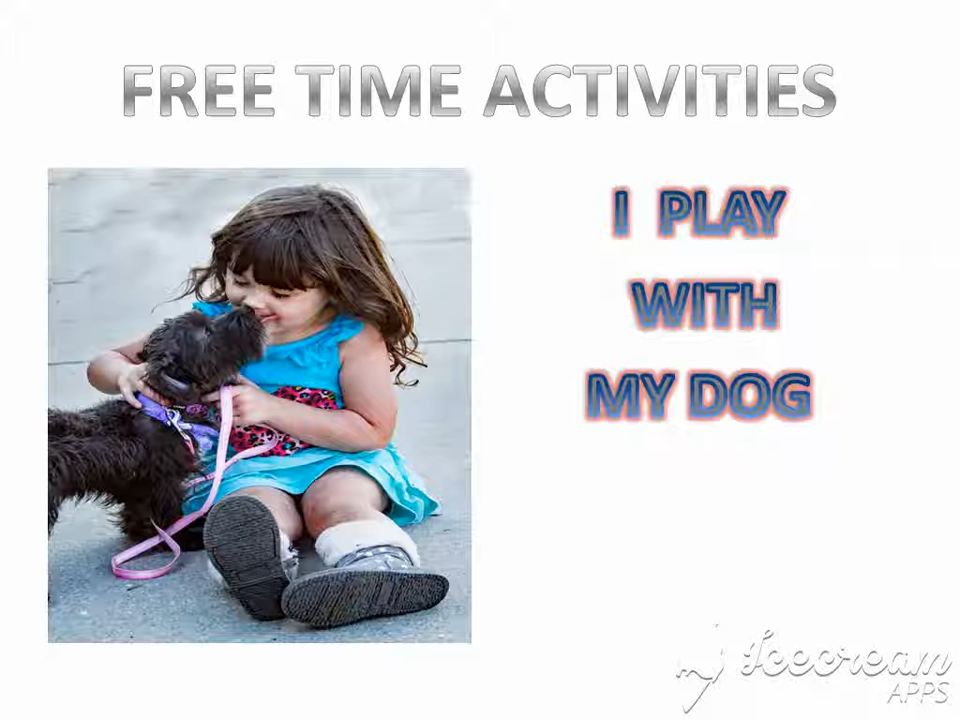 FREE TIME ACTIVITIES
I PLAY
WITH
MY DOG
Icecream
APPS